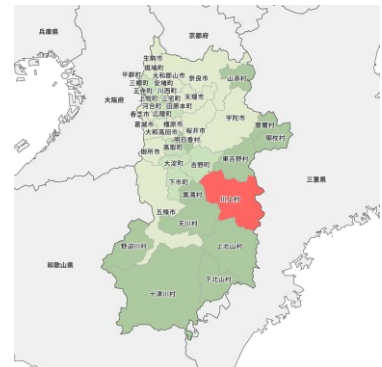 兵庫県
京都府
生駒市
斑鳩町
平群町 大和郡山市 奈良市 山添村
三郷町 安堵町
王寺町 川西町 天理市
上牧町 三宅町
河合町 田原本町
香芝市 広陵町 宇陀市
大阪府
葛城市 橿原市 桜井市 曽爾村
大和高田市 明日香村 御杖村
御所市 高取町 東吉野村
大淀町 吉野町
三重県
下市町
黒滝村 川上村
五條市 天川村
野迫川村 上北山村
和歌山県
下北山村
十津川村